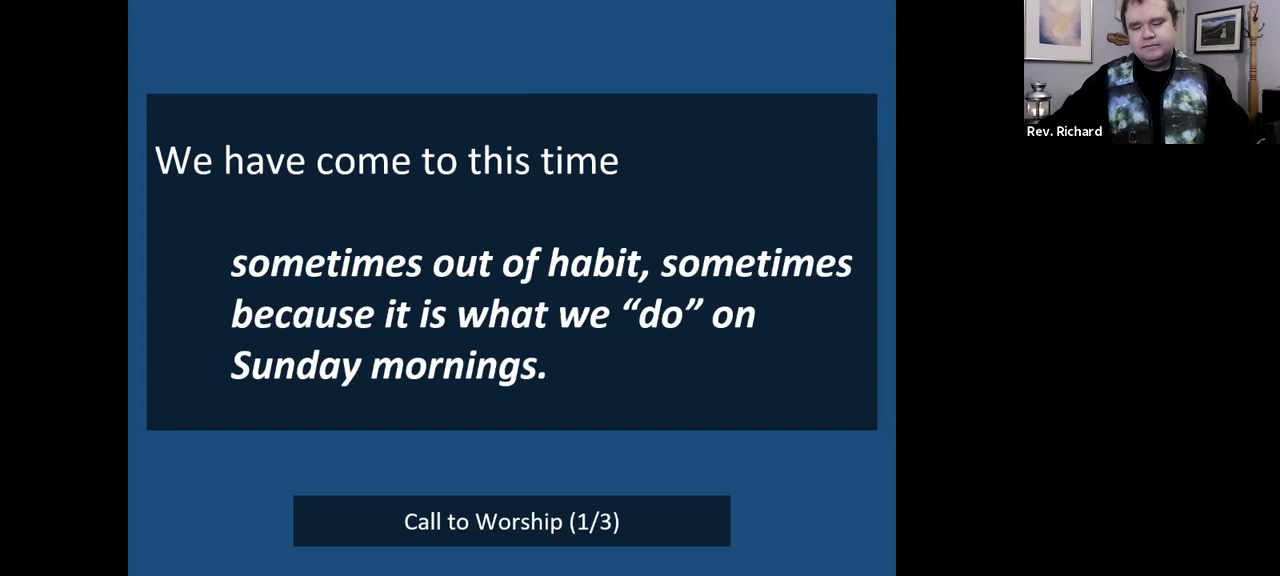 We have come to this time
sometimes out of habit, sometimes
because it is what we “do” on
Sunday mornings.
Call to Worship (1/3)
Rev. Richard